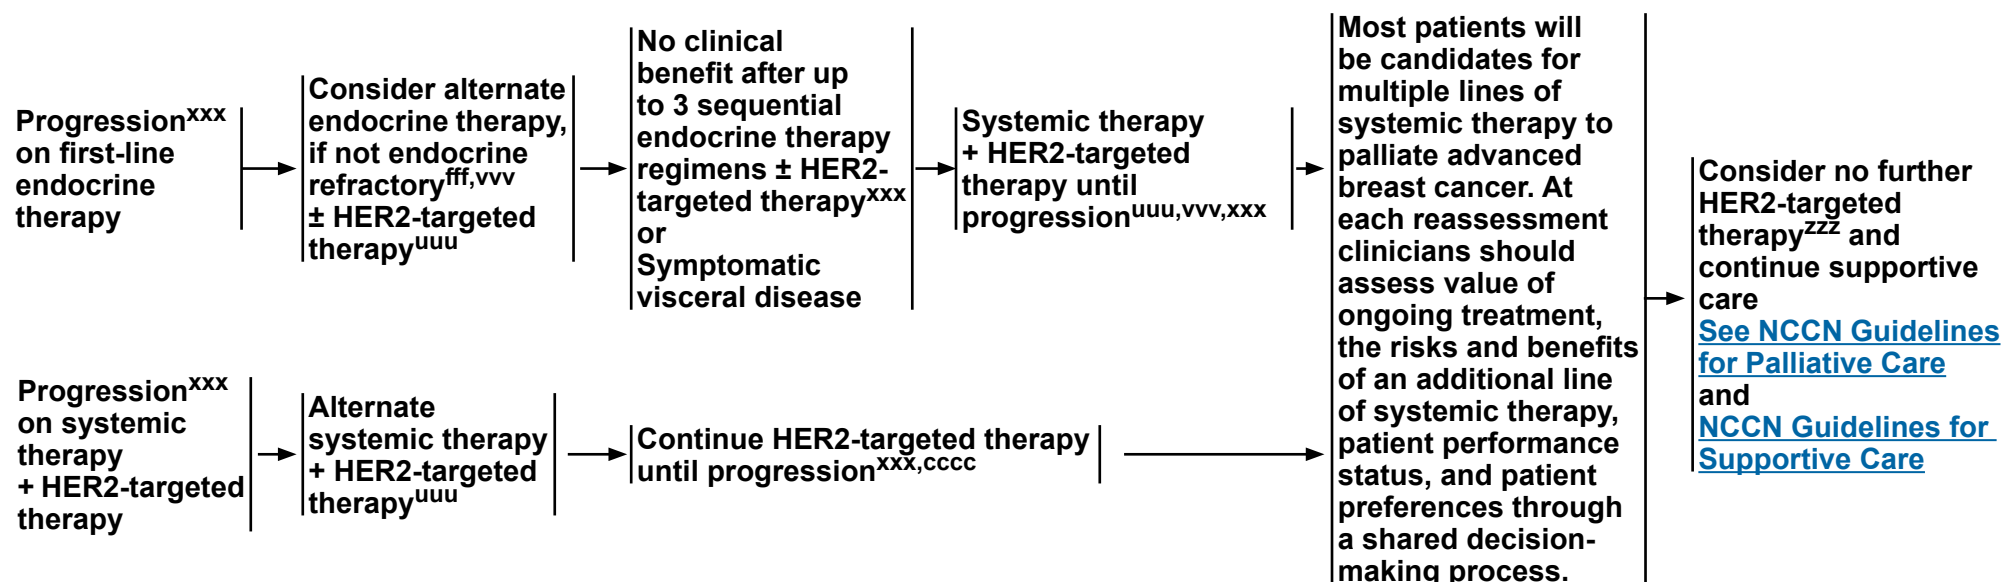 Progressionxxx
on first-line
endocrine
therapy
Consider alternate
endocrine therapy,
if not endocrine
refractoryfff,vvv
± HER2-targeted
therapyuuu
No clinical
benefit after up
to 3 sequential
endocrine therapy
regimens ± HER2-
targeted therapyxxx
or
Symptomatic
visceral disease
Systemic therapy
+ HER2-targeted
therapy until
progressionuuu,vvv,xxx
Progressionxxx
on systemic
therapy
+ HER2-targeted
therapy
Alternate
systemic therapy
+ HER2-targeted
therapyuuu
Continue HER2-targeted therapy
until progressionxxx,cccc
Most patients will
be candidates for
multiple lines of
systemic therapy to
palliate advanced
breast cancer. At
each reassessment
clinicians should
assess value of
ongoing treatment,
the risks and benefits
of an additional line
of systemic therapy,
patient performance
status, and patient
preferences through
a shared decision-
making process.
Consider no further
HER2-targeted
therapyzzz and
continue supportive
care
See NCCN Guidelines
for Palliative Care
and
NCCN Guidelines for
Supportive Care